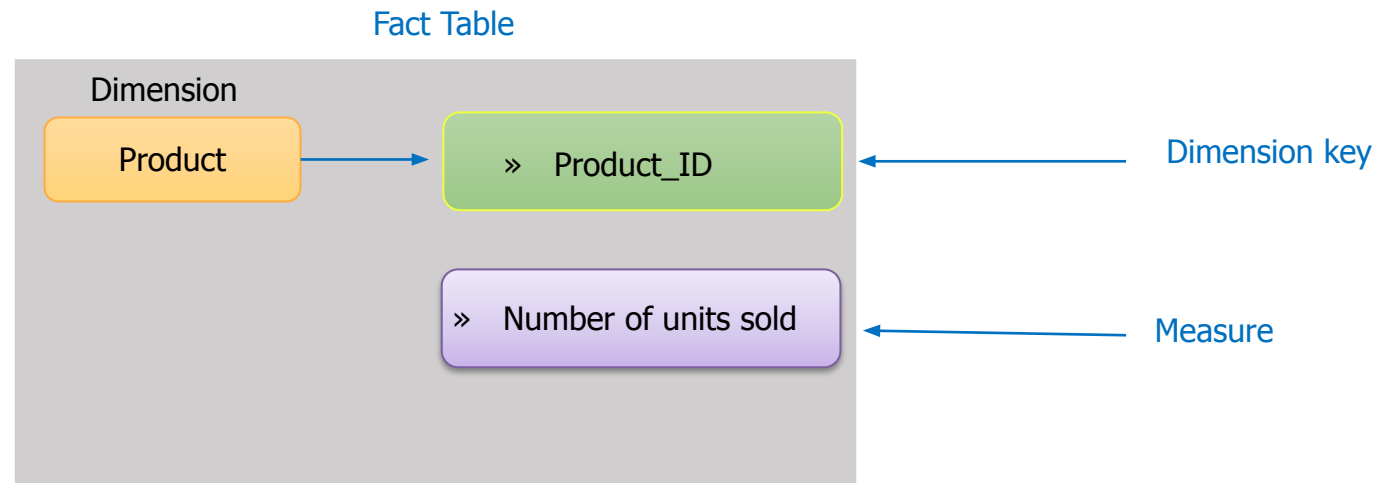 Fact Table
Dimension
Product
» Product_ID
Dimension key
» Number of units sold
Measure